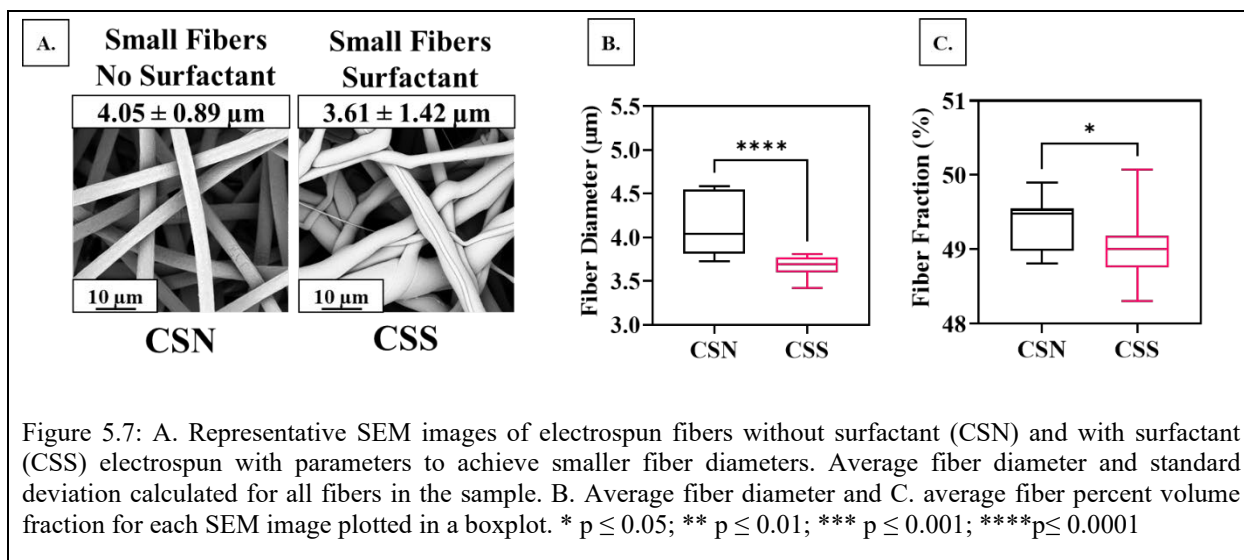 A.
Small Fibers
No Surfactant
4.05 ± 0.89 µm
10 µm
CSN
Small Fibers
Surfactant
3.61 ± 1.42 µm
10 µm
CSS
B.
Fiber Diameter (µm)
5.5
5.0
4.5
4.0
3.5
3.0
****
CSN CSS
C.
Fiber Fraction (%)
51
50
49
48
*
CSN CSS
Figure 5.7: A. Representative SEM images of electrospun fibers without surfactant (CSN) and with surfactant
(CSS) electrospun with parameters to achieve smaller fiber diameters. Average fiber diameter and standard
deviation calculated for all fibers in the sample. B. Average fiber diameter and C. average fiber percent volume
fraction for each SEM image plotted in a boxplot. * p ≤ 0.05; ** p ≤ 0.01; *** p ≤ 0.001; ****p≤ 0.0001